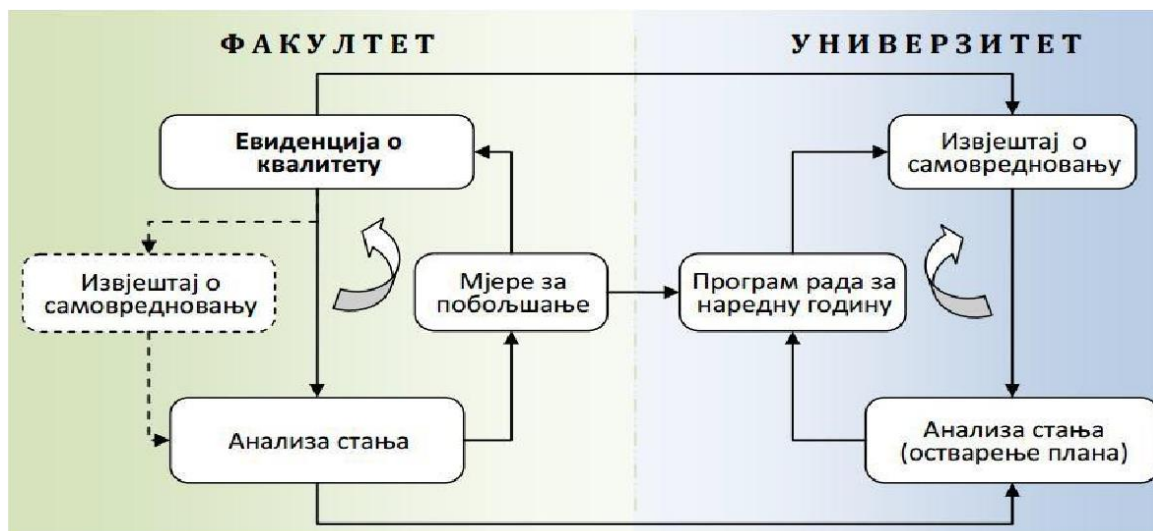 ФАКУЛТЕТ
УНИВЕРЗИТЕТ
Евиденција о
квалитету
Извјештај о
самовредновању
Извјештај о
самовредновању
Мјере за
побољшање
Програм рада за
наредну годину
Анализа стања
Анализа стања
(остварење плана)